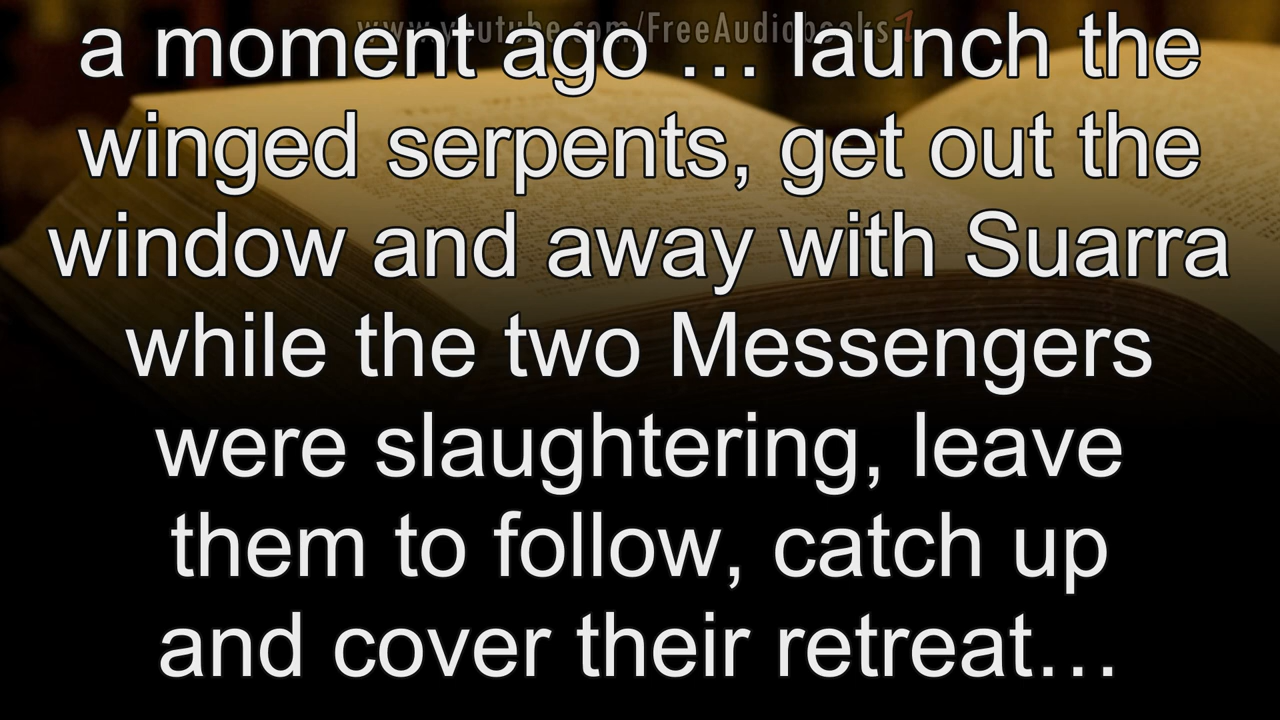 www.youtube.com/FreeAudiobooks1
a moment ago … launch the
winged serpents, get out the
window and away with Suarra
while the two Messengers
were slaughtering, leave
them to follow, catch up
and cover their retreat…